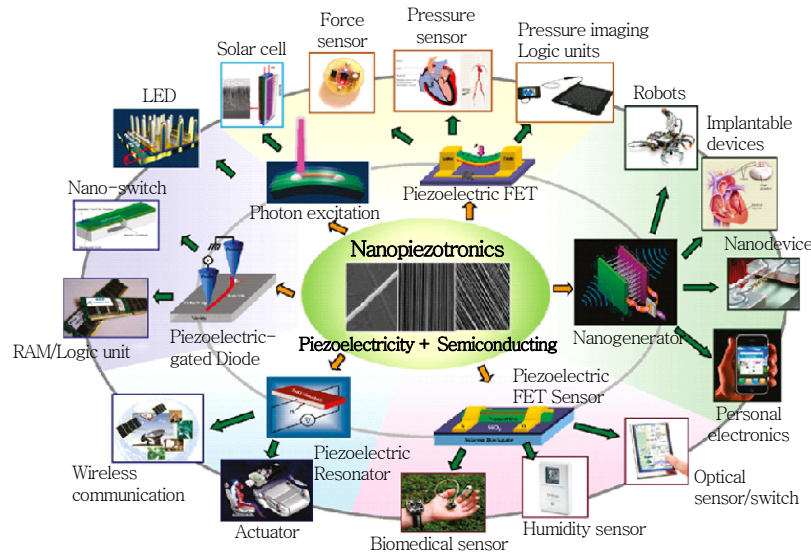 Force
sensor
Pressure
sensor
Pressure imaging
Logic units
Solar cell
LED
Robots
Implantable
devices
Nano-switch
Photon excitation
Piezoelectric FET
Nanodevice
Nanopiezotronics
RAM/Logic unit
Piezoelectric-
gated Diode
Piezoelectricity + Semiconducting
Nanogenerator
Piezoelectric
FET Sensor
Personal
electronics
Wireless
communication
Piezoelectric
Resonator
Actuator
Biomedical sensor
Humidity sensor
Optical
sensor/switch